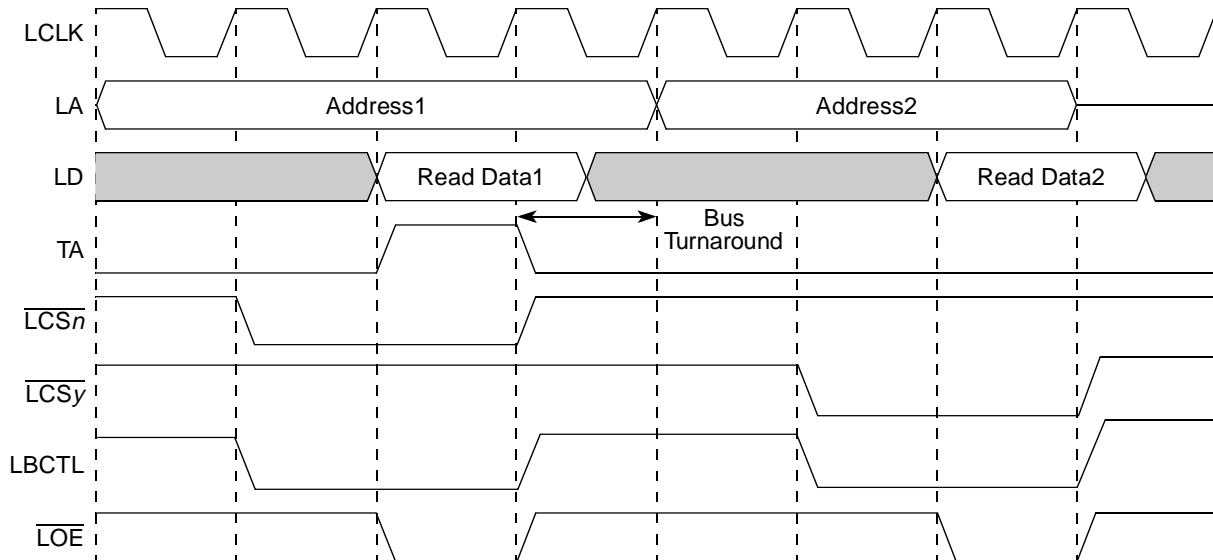 LCLK
LA
Address1
Address2
LD
Read Data1
Read Data2
Bus
Turnaround
TA
LCSn
LCSy
LBCTL
LOE